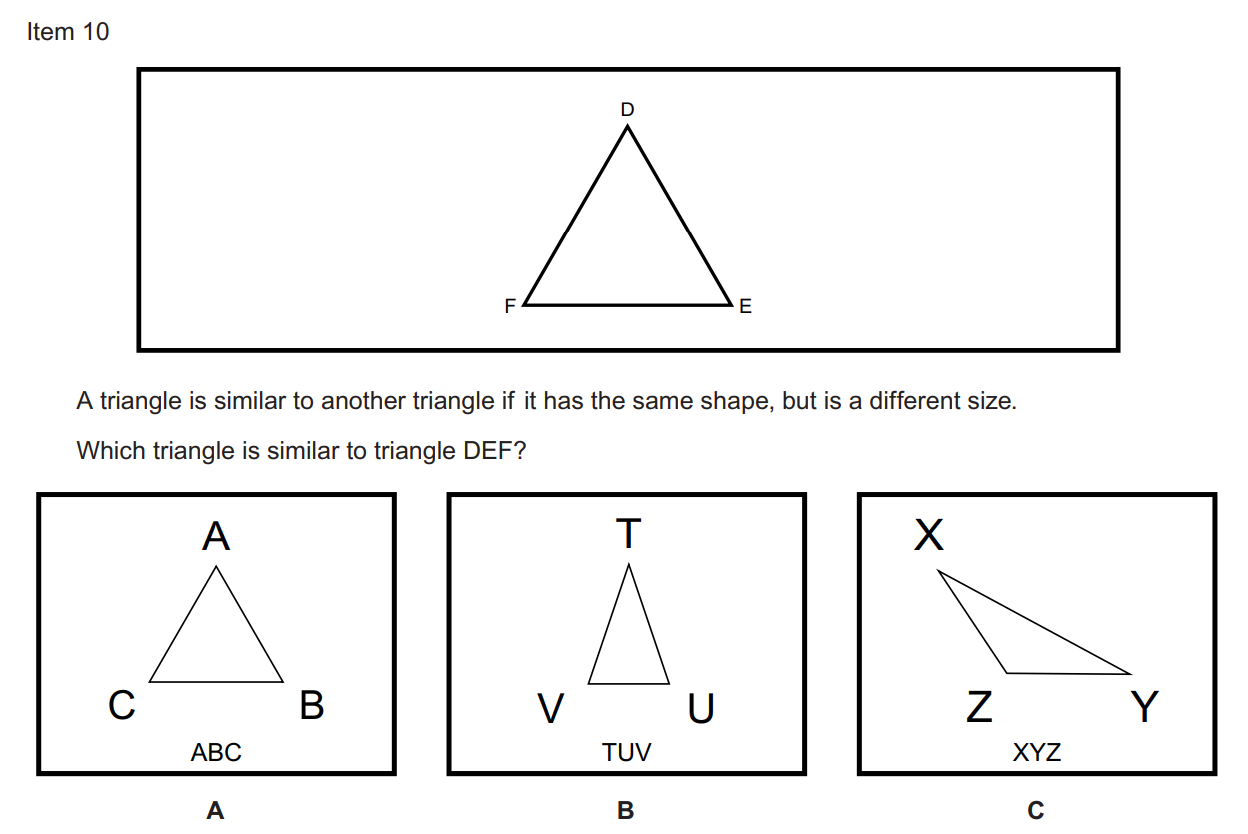 Item 10
D
F
E
A triangle is similar to another triangle if it has the same shape, but is a different size.
Which triangle is similar to triangle DEF?
A
C
B
ABC
A
T
V
U
TUV
B
X
Z
Y
XYZ
C